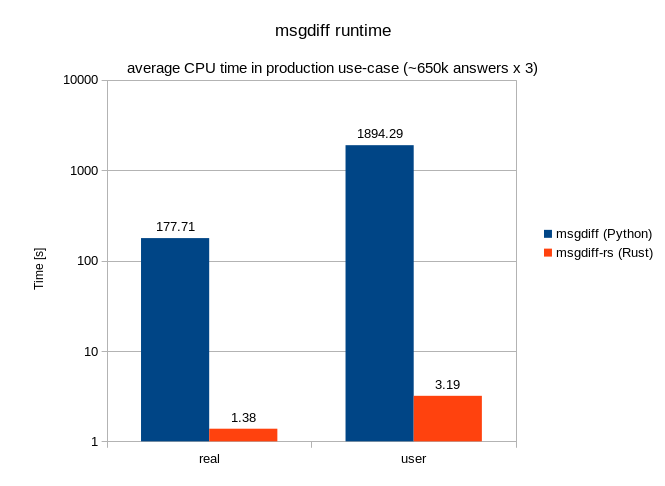 msgdiff runtime
average CPU time in production use-case (~650k answers x 3)
10000
1000
100
10
1
Time [s]
177.71
1.38
1894.29
3.19
real
user
msgdiff (Python)
msgdiff-rs (Rust)